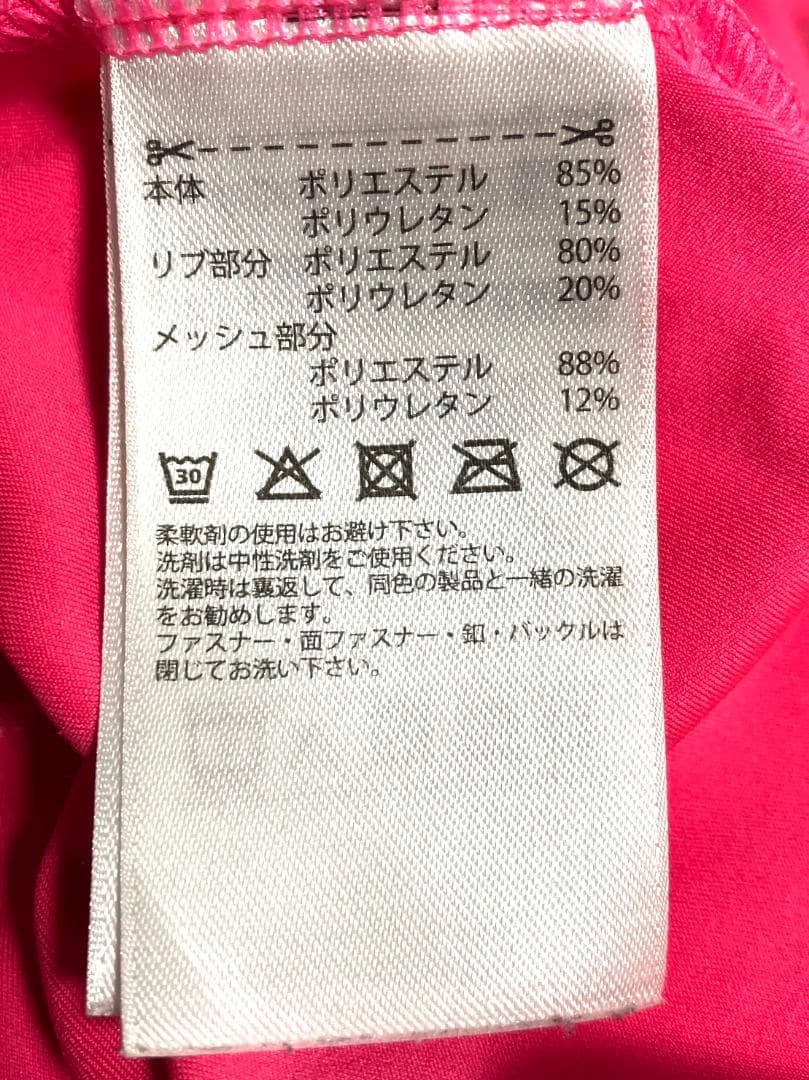 本体 ポリエステル 85%
ポリウレタン 15%
リブ部分 ポリエステル 80%
ポリウレタン 20%
メッシュ部分
ポリエステル 88%
ポリウレタン 12%
30
柔軟剤の使用はお避け下さい。
洗剤は中性洗剤をご使用ください。
洗濯時は裏返して、同色の製品と一緒の洗濯
をお勧めします。
ファスナー・面ファスナー・釦・バックルは
閉じてお洗い下さい。